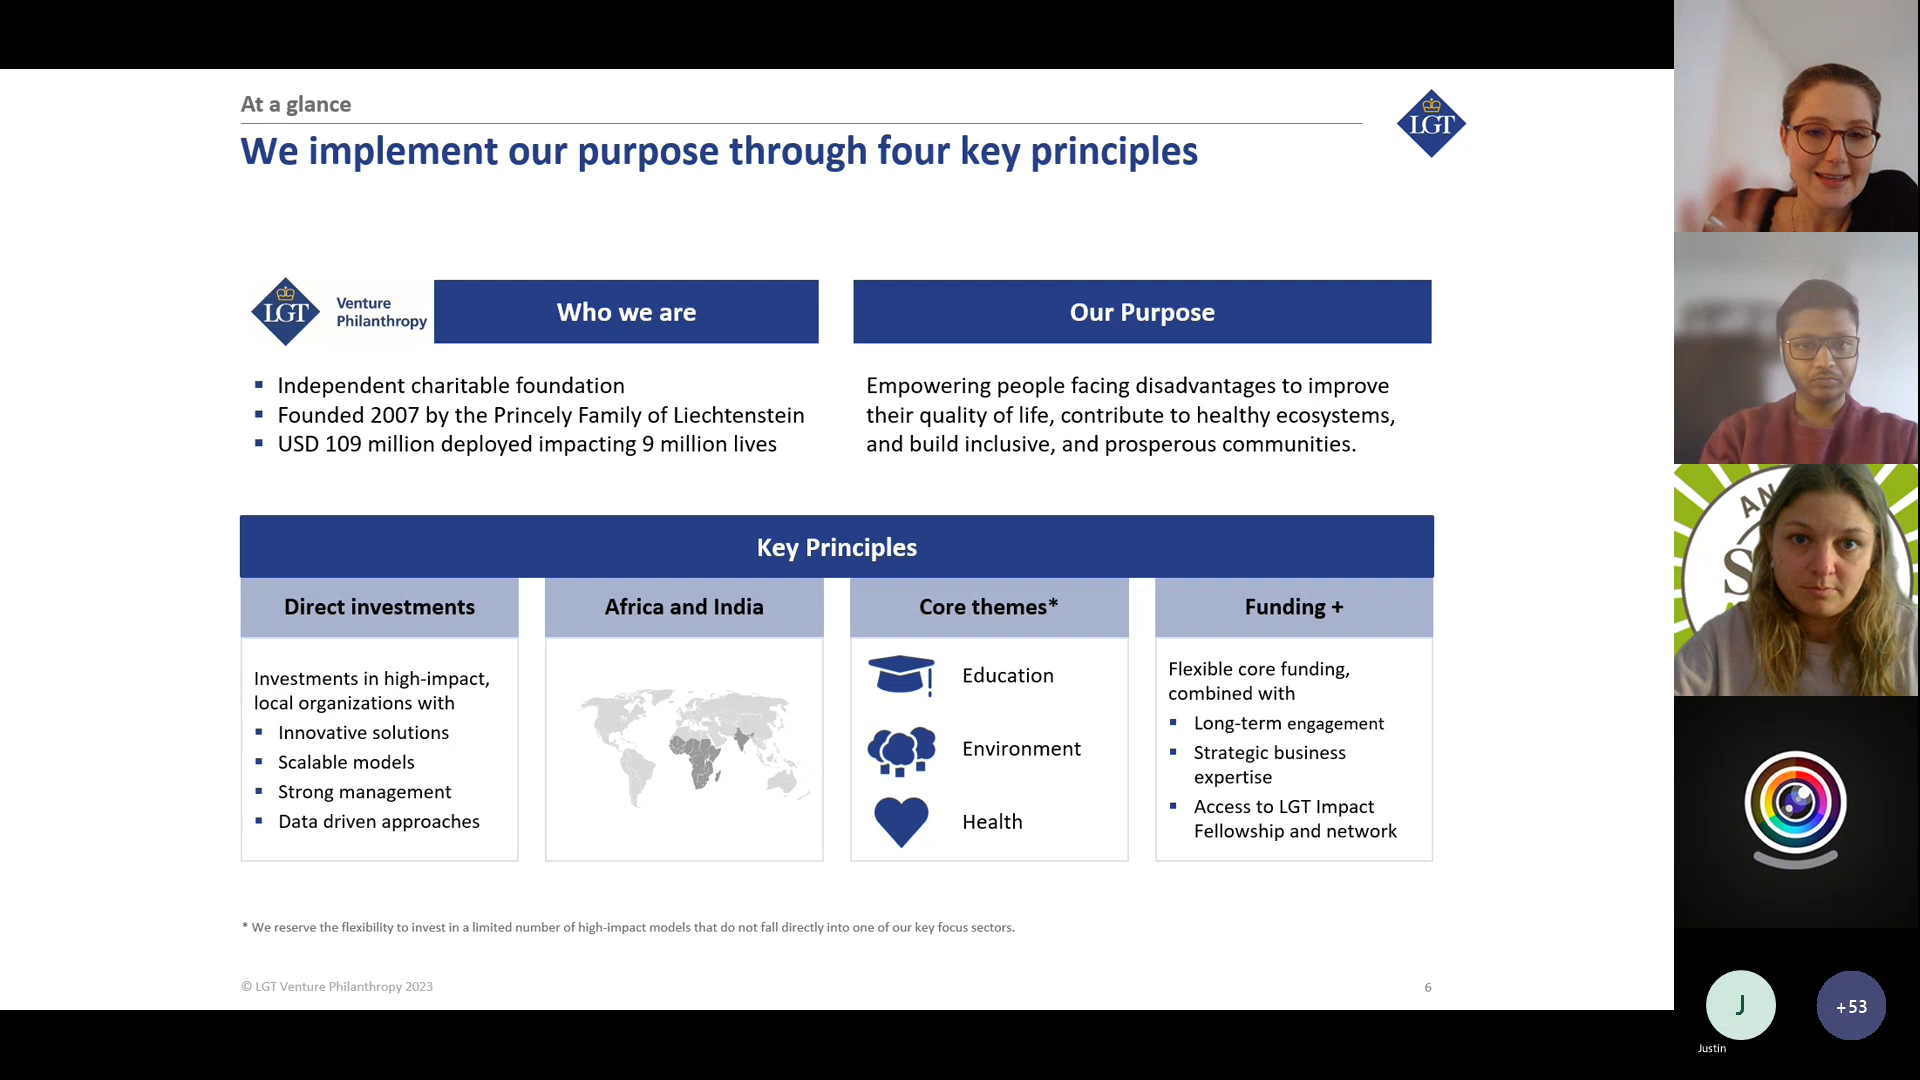 At a glance
We implement our purpose through four key principles
LGT
LGT
Venture
Philanthropy
Who we are
▪ Independent charitable foundation
▪ Founded 2007 by the Princely Family of Liechtenstein
▪ USD 109 million deployed impacting 9 million lives
Our Purpose
Empowering people facing disadvantages to improve
their quality of life, contribute to healthy ecosystems,
and build inclusive, and prosperous communities.
Key Principles
Direct investments
Investments in high-impact,
local organizations with
▪ Innovative solutions
▪ Scalable models
▪ Strong management
▪ Data driven approaches
Africa and India
Core themes*
Education
Environment
Health
Funding +
Flexible core funding,
combined with
▪ Long-term engagement
▪ Strategic business
expertise
▪ Access to LGT Impact
Fellowship and network
* We reserve the flexibility to invest in a limited number of high-impact models that do not fall directly into one of our key focus sectors.
© LGT Venture Philanthropy 2023
6
AN
S
J
Justin
+53